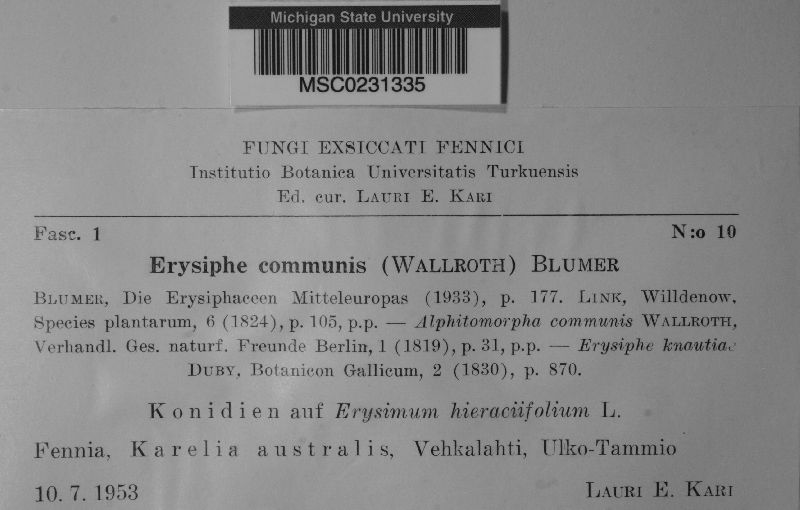 Michigan State University
MSC0231335
FUNGI EXSICCATI FENNICI
Institutio Botanica Universitatis Turkuensis
Ed. cur. LAURI E. KARI
Fasc. 1 N:o 10
Erysiphe communis (WALLROTH) BLUMER
BLUMER, Die Erysiphaceen Mitteleuropas (1933), p. 177. LINK, Willdenow,
Species plantarum, 6 (1824), p. 105, p.p. — Alphitomorpha communis WALLROTH,
Verhandl. Ges. naturf. Freunde Berlin, 1 (1819), p. 31, p.p. — Erysiphe knautiae
DUBY, Botanicon Gallicum, 2 (1830), p. 870.
Konidien auf Erysimum hieraciifolium L.
Fennia, Karelia australis, Vehkalahti, Ulko-Tammio
10. 7. 1953 LAURI E. KARI